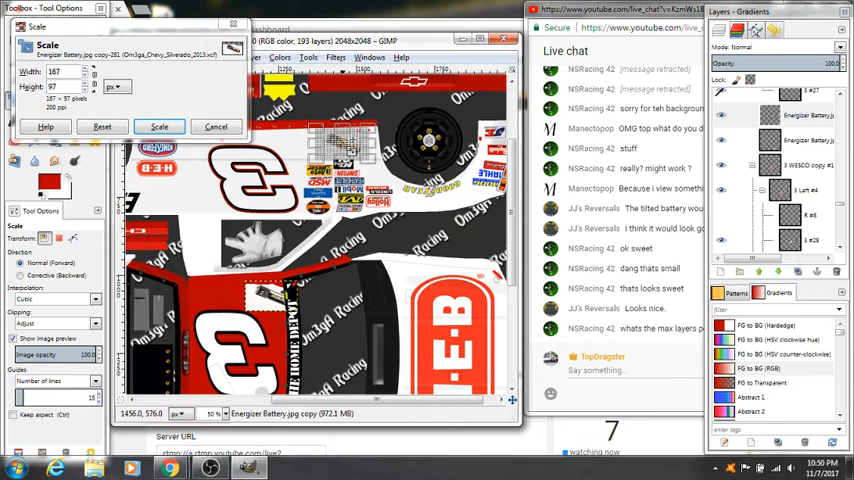 Toolbox - Tool Options
Scale
Scale
Energizer Battery.jpg copy-281 (Om3ga_Chevy_Silverado_2013.xcf)
Width: 167
Height: 97
px
167 × 97 pixels
200 ppi
Help
Reset
Scale
Cancel
Tool Options
Scale
Transform:
Direction
Normal (Forward)
Corrective (Backward)
Interpolation:
Cubic
Clipping:
Adjust
Show image preview
Image opacity 100.0
Guides
Number of lines
15
Keep aspect (Ctrl)
(RGB color, 193 layers) 2048x2048 – GIMP
Colors Tools Filters Windows Help
1250
1500
1750
3
H-E-B
GOODYEAR
MAHLE
Mobil
MSD
Holley
Om3gA Racing
Om3gA Racing
Om3gA Racing
3
H-E-B
1456.0, 576.0
px
50 %
Energizer Battery.jpg copy (972.1 MB)
Server URL
https://www.youtube.com/live_chat?v=KzmWs1B
Secure
https://www.youtube.com/live_c
Live chat
NSRacing 42 [message retracted]
NSRacing 42 [message retracted]
NSRacing 42 sorry for teh background
Manectopop OMG top what do
NSRacing 42 stuff
NSRacing 42 really? might work ?
Manectopop Because i view somethin
JJ's Reversals The tilted battery wou
JJ's Reversals I think it would look go
NSRacing 42 ok sweet
NSRacing 42 dang thats small
NSRacing 42 thats looks sweet
JJ's Reversals Looks nice.
NSRacing 42 whats the max layers p
TopDragster
Say something...
7
watching now
Layers - Gradients
Mode: Normal
Opacity 100.0
Lock:
3 #27
Energizer Battery.j
Energizer Battery.j
3 WESCO copy #1
3 Left #4
R #8
3 #28
Patterns
Gradients
filter
FG to BG (Hardedge)
FG to BG (HSV clockwise hue)
FG to BG (HSV counter-clockwise)
FG to BG (RGB)
FG to Transparent
Abstract 1
Abstract 2
enter tags
10:50 PM
11/7/2017